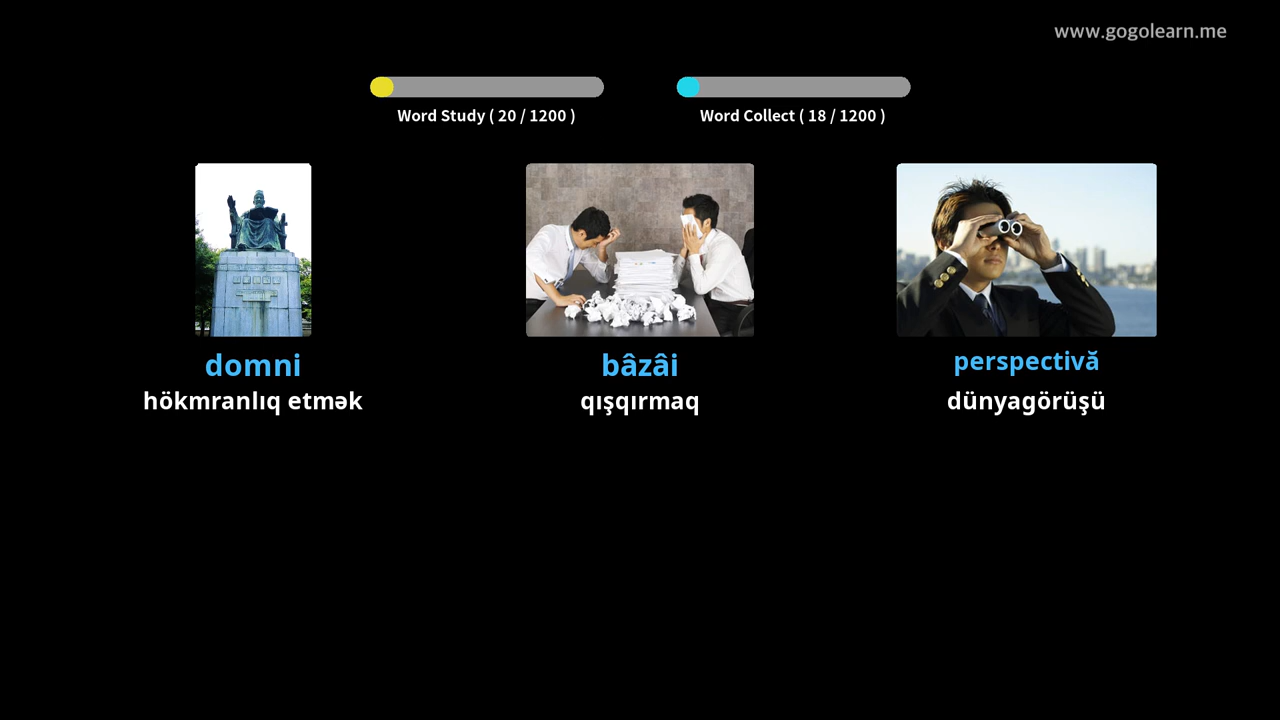 www.gogolearn.me
Word Study ( 20 / 1200 )
Word Collect ( 18 / 1200 )
domni
hökmranlıq etmək
bâzâi
qışqırmaq
perspectivă
dünyagörüşü